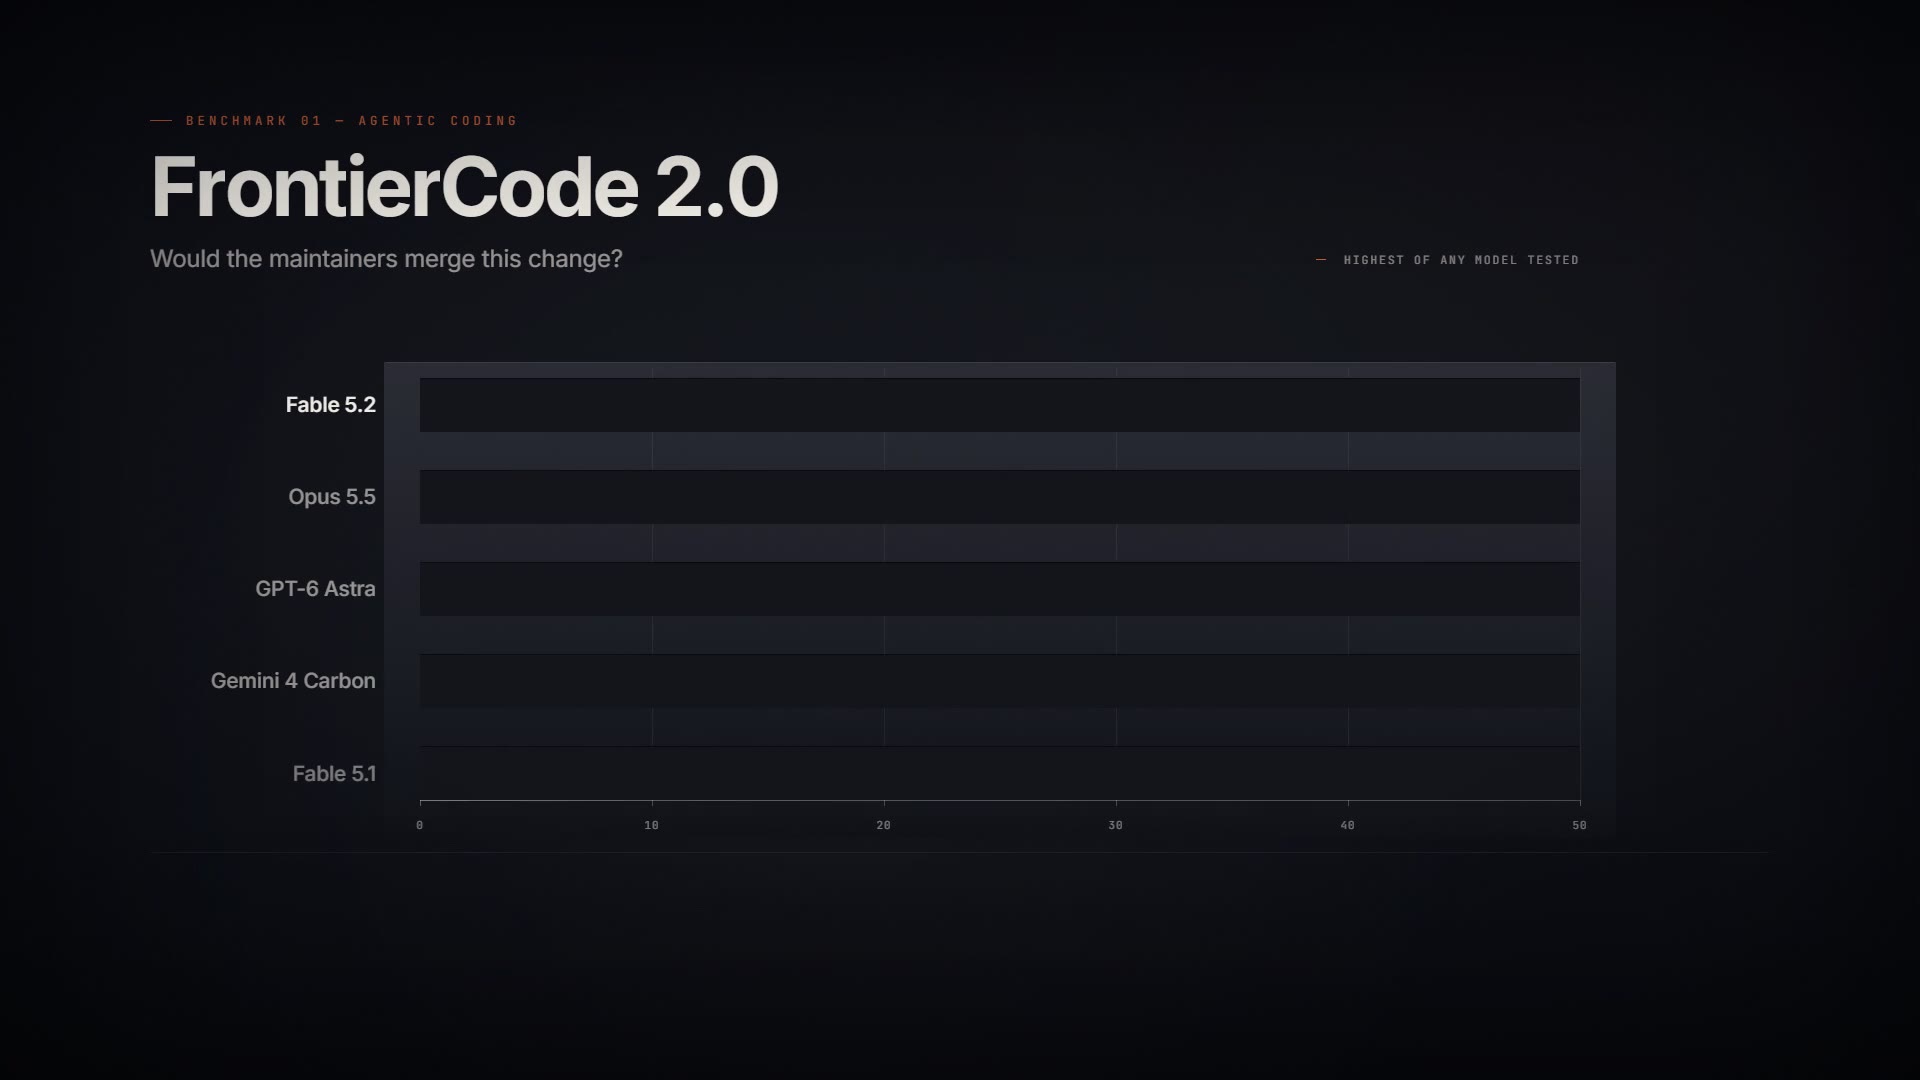 BENCHMARK 01 — AGENTIC CODING
FrontierCode 2.0
Would the maintainers merge this change?
— HIGHEST OF ANY MODEL TESTED
Fable 5.2
Opus 5.5
GPT-6 Astra
Gemini 4 Carbon
Fable 5.1
0 10 20 30 40 50